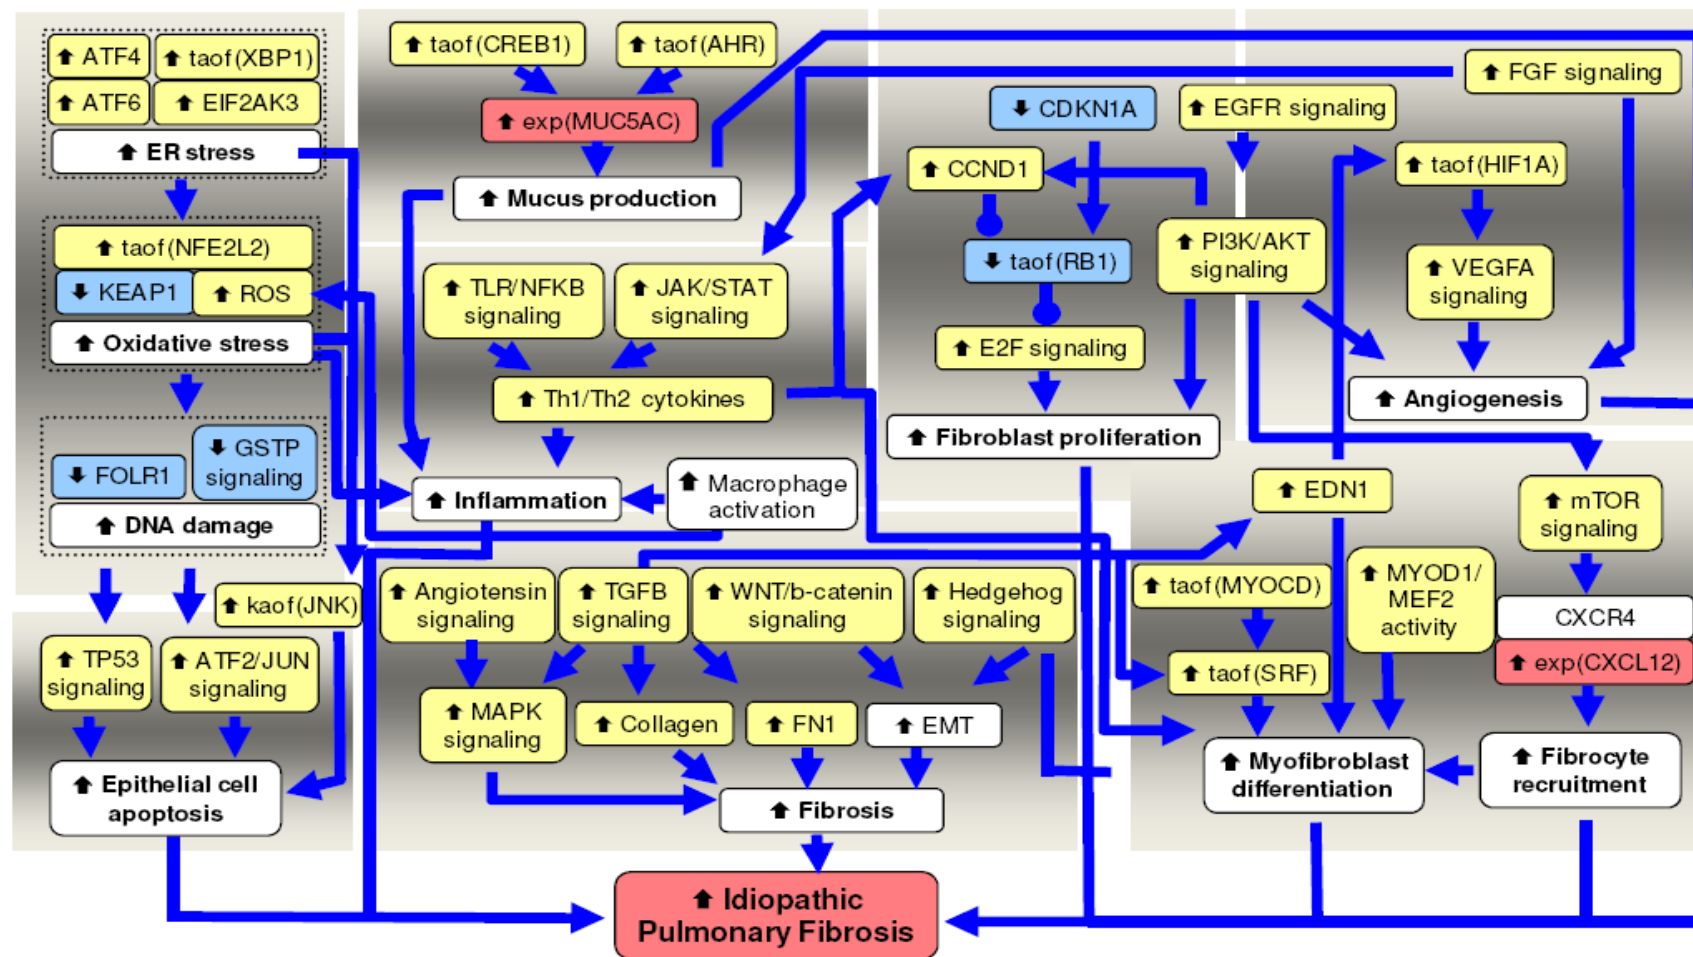 ⬆ ATF4
⬆ taof(XBP1)
⬆ ATF6
⬆ EIF2AK3
⬆ ER stress
⬆ taof(NFE2L2)
⬇ KEAP1
⬆ ROS
⬆ Oxidative stress
⬇ FOLR1
⬇ GSTP
signaling
⬆ DNA damage
⬆ kaof(JNK)
⬆ TP53
signaling
⬆ ATF2/JUN
signaling
⬆ Epithelial cell
apoptosis
⬆ taof(CREB1)
⬆ taof(AHR)
⬆ exp(MUC5AC)
⬆ Mucus production
⬆ TLR/NFKB
signaling
⬆ JAK/STAT
signaling
⬆ Th1/Th2 cytokines
⬆ Inflammation
⬆ Macrophage
activation
⬆ Angiotensin
signaling
⬆ TGFB
signaling
⬆ WNT/b-catenin
signaling
⬆ Hedgehog
signaling
⬆ MAPK
signaling
⬆ Collagen
⬆ FN1
⬆ EMT
⬆ Fibrosis
⬆ Idiopathic
Pulmonary Fibrosis
⬇ CDKN1A
⬆ EGFR signaling
⬆ CCND1
⬇ taof(RB1)
⬆ PI3K/AKT
signaling
⬆ E2F signaling
⬆ Fibroblast proliferation
⬆ FGF signaling
⬆ taof(HIF1A)
⬆ VEGFA
signaling
⬆ Angiogenesis
⬆ EDN1
⬆ mTOR
signaling
⬆ taof(MYOCD)
⬆ MYOD1/
MEF2
activity
CXCR4
⬆ exp(CXCL12)
⬆ taof(SRF)
⬆ Myofibroblast
differentiation
⬆ Fibrocyte
recruitment